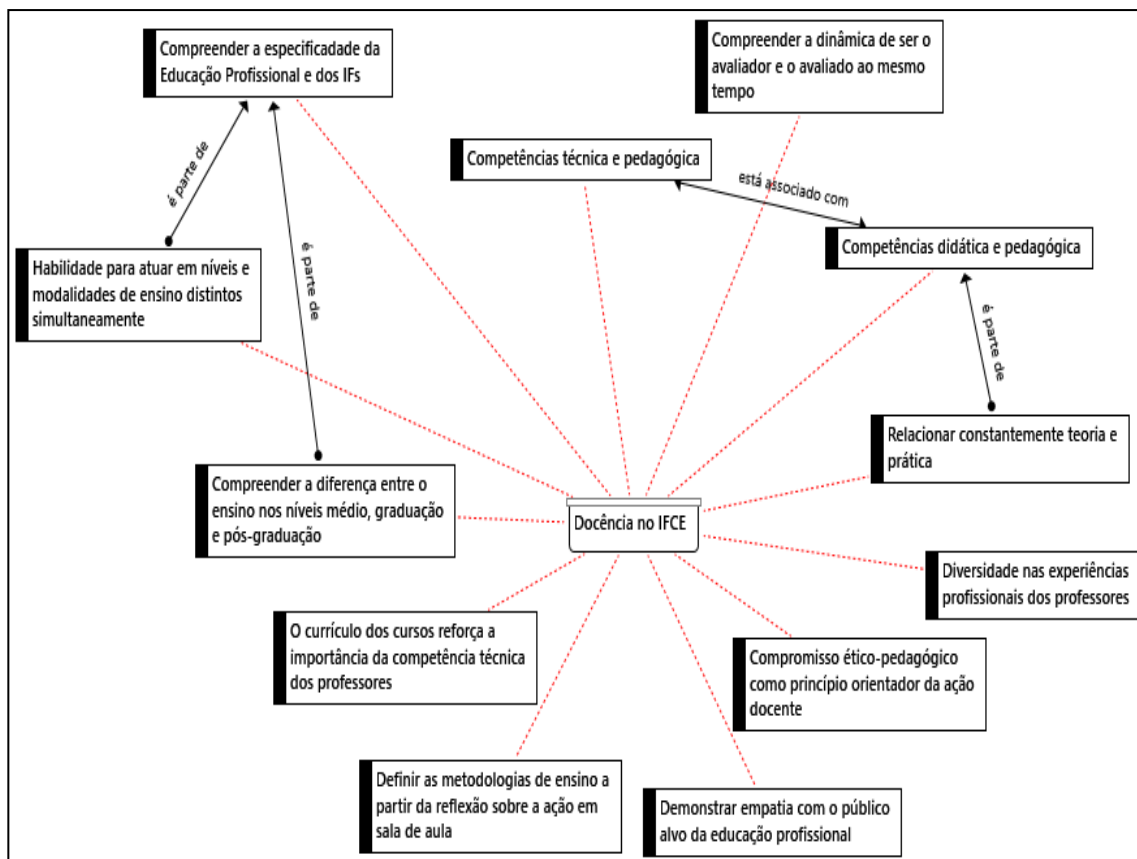 Compreender a especificadade da
Educação Profissional e dos IFs
Compreender a dinâmica de ser o
avaliador e o avaliado ao mesmo
tempo
Competências técnica e pedagógica
está associado com
é parte de
Competências didática e pedagógica
Habilidade para atuar em níveis e
modalidades de ensino distintos
simultaneamente
é parte de
é parte de
Relacionar constantemente teoria e
prática
Compreender a diferença entre o
ensino nos níveis médio, graduação
e pós-graduação
Docência no IFCE
Diversidade nas experiências
profissionais dos professores
O currículo dos cursos reforça a
importância da competência técnica
dos professores
Compromisso ético-pedagógico
como princípio orientador da ação
docente
Definir as metodologias de ensino a
partir da reflexão sobre a ação em
sala de aula
Demonstrar empatia com o público
alvo da educação profissional